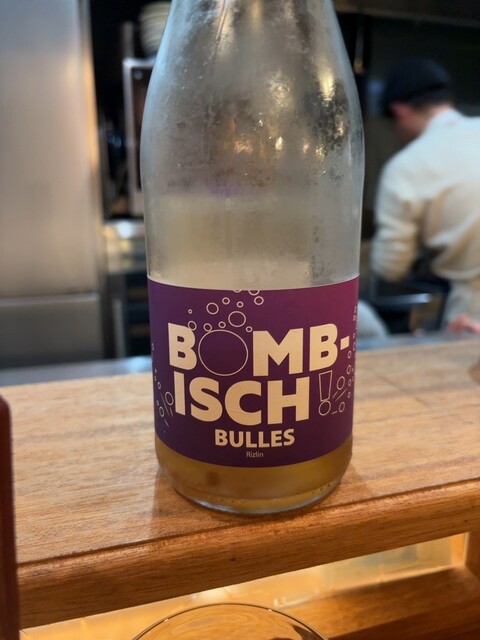 BOMB-
ISCH!
BULLES
Rizlin